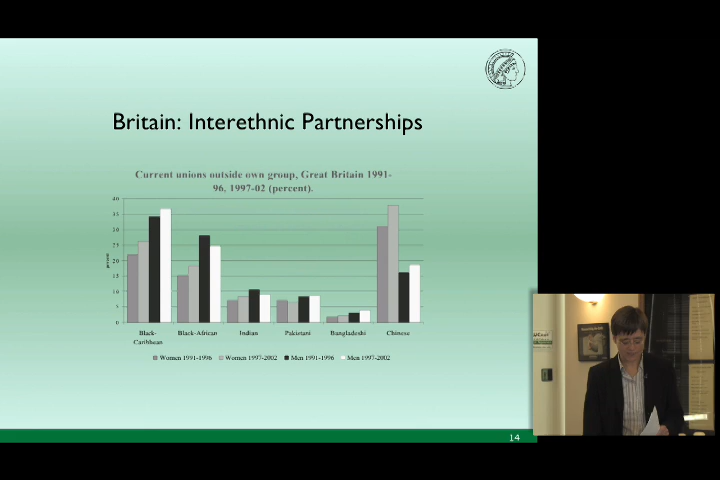 Britain: Interethnic Partnerships
Current unions outside own group, Great Britain 1991-
96, 1997-02 (percent).
40
35
30
25
20
15
10
5
0
percent
Black-
Caribbean
Black-African
Indian
Pakistani
Bangladeshi
Chinese
Women 1991-1996
Women 1997-2002
Men 1991-1996
Men 1997-2002
14